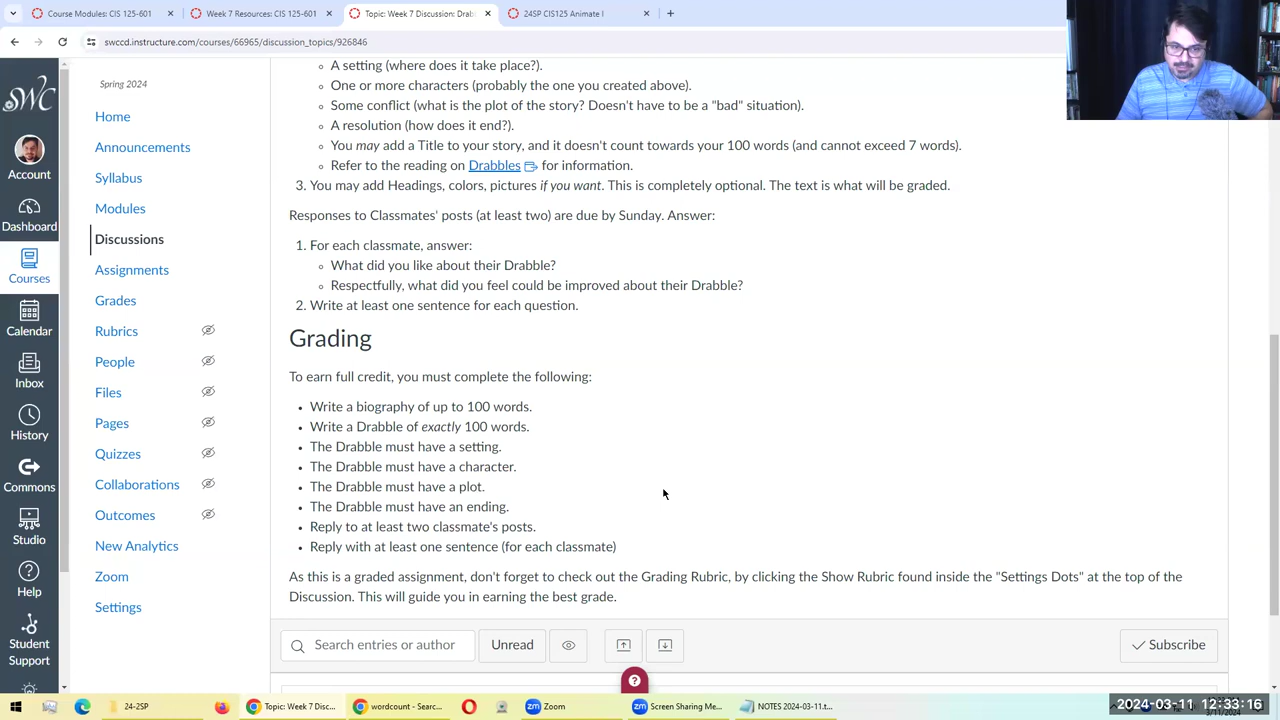 Course Modules: CIS 125-601
Week 7 Resources: CIS 125-601
Topic: Week 7 Discussion: Drab
24SP CIS125 Animate I
swccd.instructure.com/courses/66965/discussion_topics/926846
SWC
Account
Dashboard
Courses
Calendar
Inbox
History
Commons
Studio
Help
Student
Support
Spring 2024
Home
Announcements
Syllabus
Modules
Discussions
Assignments
Grades
Rubrics
People
Files
Pages
Quizzes
Collaborations
Outcomes
New Analytics
Zoom
Settings
A setting (where does it take place?).
One or more characters (probably the one you created above).
Some conflict (what is the plot of the story? Doesn't have to be a "bad" situation).
A resolution (how does it end?).
You may add a Title to your story, and it doesn't count towards your 100 words (and cannot exceed 7 words).
Refer to the reading on Drabbles for information.
3. You may add Headings, colors, pictures if you want. This is completely optional. The text is what will be graded.
Responses to Classmates' posts (at least two) are due by Sunday. Answer:
1. For each classmate, answer:
What did you like about their Drabble?
Respectfully, what did you feel could be improved about their Drabble?
2. Write at least one sentence for each question.
Grading
To earn full credit, you must complete the following:
Write a biography of up to 100 words.
Write a Drabble of exactly 100 words.
The Drabble must have a setting.
The Drabble must have a character.
The Drabble must have a plot.
The Drabble must have an ending.
Reply to at least two classmate's posts.
Reply with at least one sentence (for each classmate)
As this is a graded assignment, don't forget to check out the Grading Rubric, by clicking the Show Rubric found inside the "Settings Dots" at the top of the
Discussion. This will guide you in earning the best grade.
Search entries or author
Unread
Subscribe
24-2SP
Topic: Week 7 Disc...
wordcount - Searc...
Zoom
Screen Sharing Me...
NOTES 2024-03-11.t...
2024-03-11 12:33:16